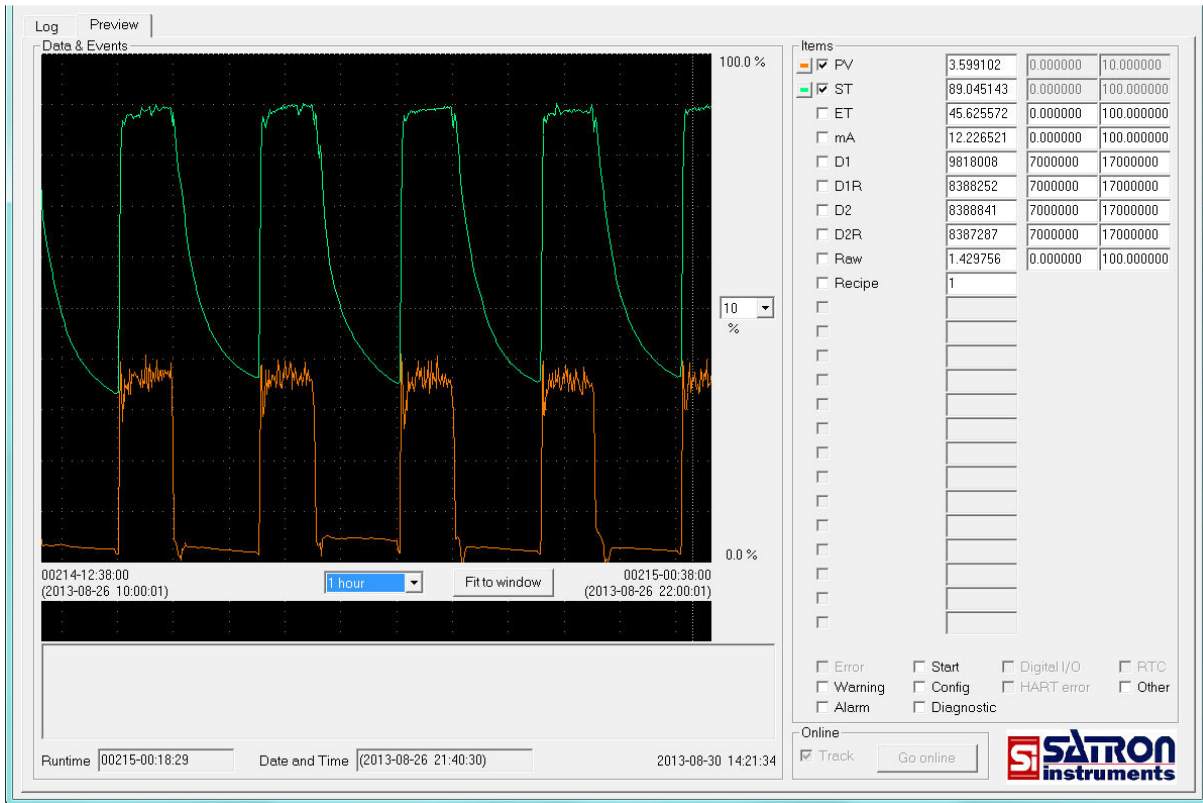 Log Preview
Data & Events
100.0 %
10
%
0.0 %
00214-12:38:00 1 hour Fit to window 00215-00:38:00
(2013-08-26 10:00:01) (2013-08-26 22:00:01)
Runtime 00215-00:18:29 Date and Time (2013-08-26 21:40:30) 2013-08-30 14:21:34
Items
PV 3.599102 0.000000 10.000000
ST 89.045143 0.000000 100.000000
ET 45.625572 0.000000 100.000000
mA 12.226521 0.000000 100.000000
D1 9818008 7000000 17000000
D1R 8388252 7000000 17000000
D2 8388841 7000000 17000000
D2R 8387287 7000000 17000000
Raw 1.429756 0.000000 100.000000
Recipe 1
Error Start Digital I/O RTC
Warning Config HART error Other
Alarm Diagnostic
Online
Track Go online
Si SATRON
instruments